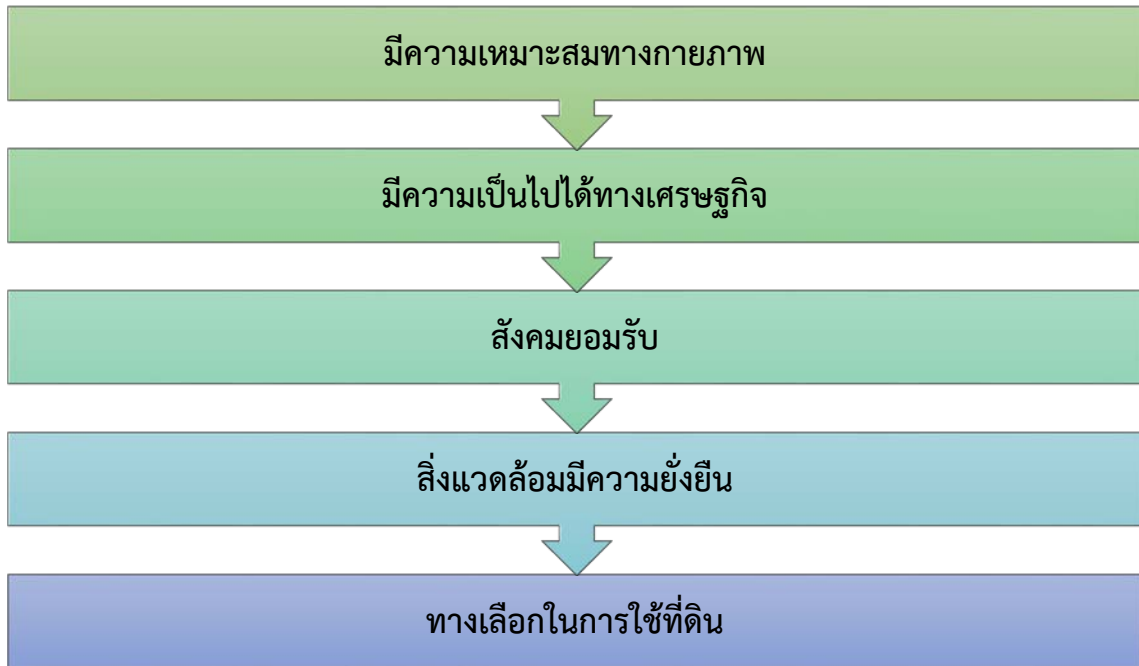 มีความเหมาะสมทางกายภาพ
มีความเป็นไปได้ทางเศรษฐกิจ
สังคมยอมรับ
สิ่งแวดล้อมมีความยั่งยืน
ทางเลือกในการใช้ที่ดิน